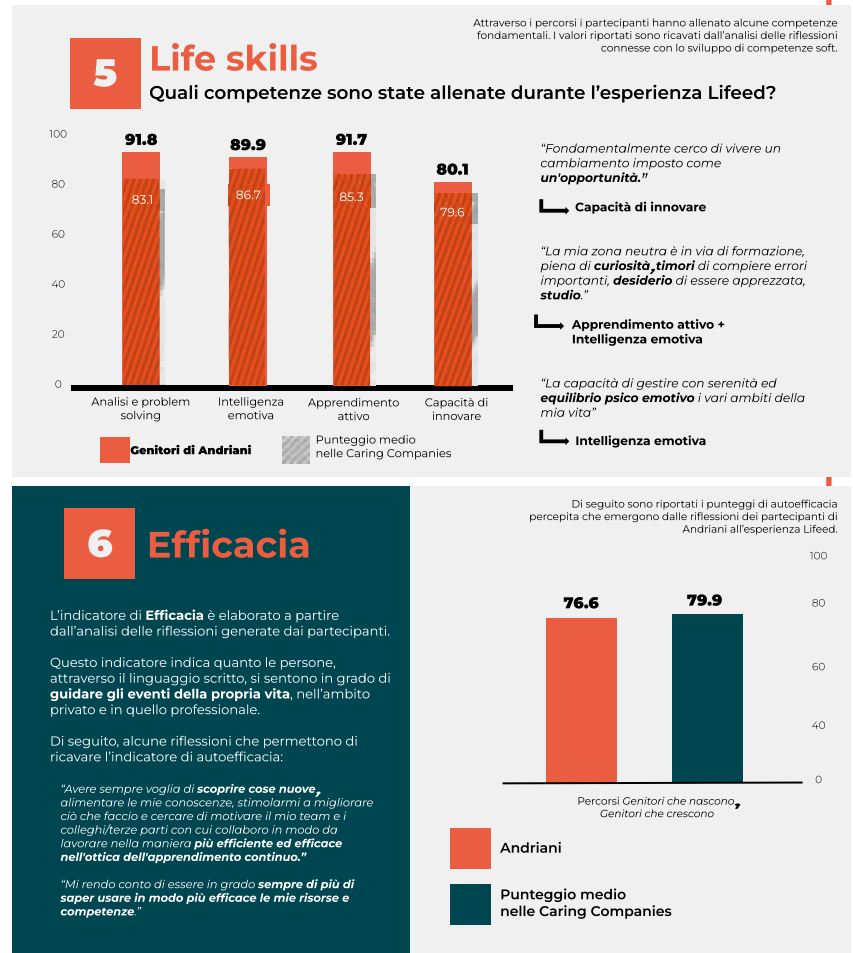 Attraverso i percorsi i partecipanti hanno allenato alcune competenze
fondamentali. I valori riportati sono ricavati dall'analisi delle riflessioni
connesse con lo sviluppo di competenze soft.
5
Life skills
Quali competenze sono state allenate durante l'esperienza Lifeed?
100
80
60
40
20
0
91.8
89.9
91.7
80.1
83.1
86.7
85.3
79.6
Analisi e problem
solving
Intelligenza
emotiva
Apprendimento
attivo
Capacità di
innovare
Genitori di Andriani
Punteggio medio
nelle Caring Companies
“Fondamentalmente cerco di vivere un
cambiamento imposto come
un'opportunità.”
Capacità di innovare
“La mia zona neutra è in via di formazione,
piena di curiosità,timori di compiere errori
importanti, desiderio di essere apprezzata,
studio.”
Apprendimento attivo +
Intelligenza emotiva
“La capacità di gestire con serenità ed
equilibrio psico emotivo i vari ambiti della
mia vita”
Intelligenza emotiva
6
Efficacia
L'indicatore di Efficacia è elaborato a partire
dall'analisi delle riflessioni generate dai partecipanti.
Questo indicatore indica quanto le persone,
attraverso il linguaggio scritto, si sentono in grado di
guidare gli eventi della propria vita, nell'ambito
privato e in quello professionale.
Di seguito, alcune riflessioni che permettono di
ricavare l'indicatore di autoefficacia:
“Avere sempre voglia di scoprire cose nuove,
alimentare le mie conoscenze, stimolarmi a migliorare
ciò che faccio e cercare di motivare il mio team e i
colleghi/terze parti con cui collaboro in modo da
lavorare nella maniera più efficiente ed efficace
nell'ottica dell'apprendimento continuo.”
“Mi rendo conto di essere in grado sempre di più di
saper usare in modo più efficace le mie risorse e
competenze.”
Di seguito sono riportati i punteggi di autoefficacia
percepita che emergono dalle riflessioni dei partecipanti di
Andriani all'esperienza Lifeed.
100
80
60
40
0
76.6
79.9
Percorsi Genitori che nascono,
Genitori che crescono
Andriani
Punteggio medio
nelle Caring Companies